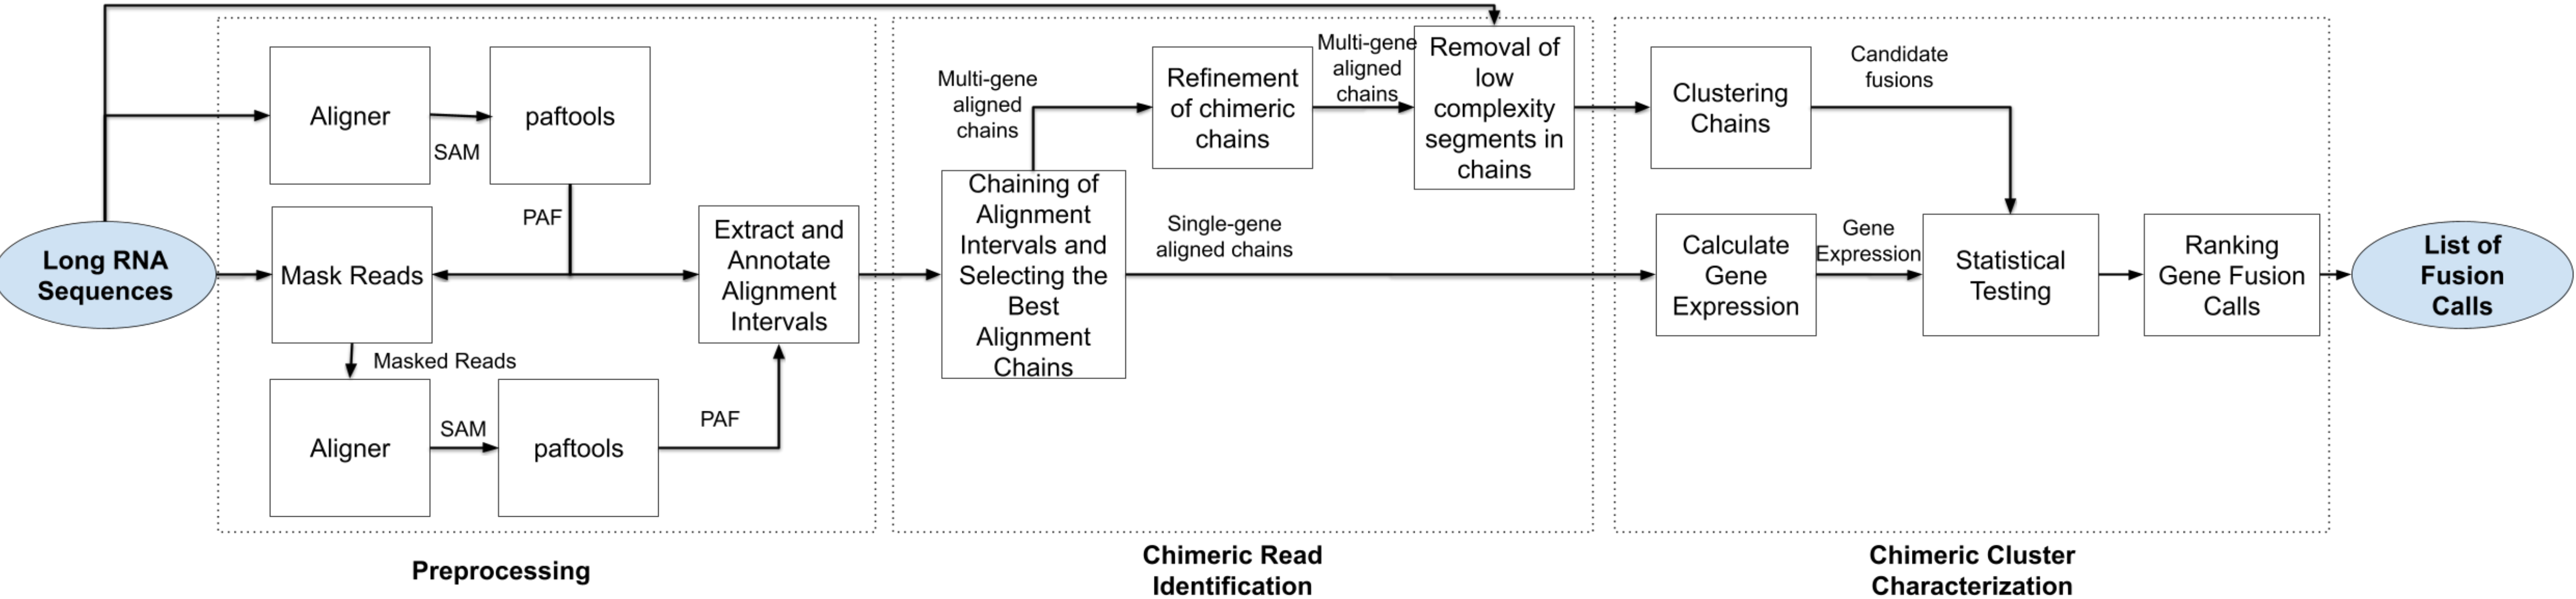 Aligner
SAM
paftools
PAF
Long RNA
Sequences
Mask Reads
Extract and
Annotate
Alignment
Intervals
Masked Reads
Aligner
SAM
paftools
PAF
Preprocessing
Multi-gene
aligned
chains
Refinement
of chimeric
chains
Multi-gene
aligned
chains
Removal of
low
complexity
segments in
chains
Chaining of
Alignment
Intervals and
Selecting the
Best
Alignment
Chains
Single-gene
aligned chains
Chimeric Read
Identification
Clustering
Chains
Candidate
fusions
Calculate
Gene
Expression
Gene
Expression
Statistical
Testing
Ranking
Gene Fusion
Calls
Chimeric Cluster
Characterization
List of
Fusion
Calls